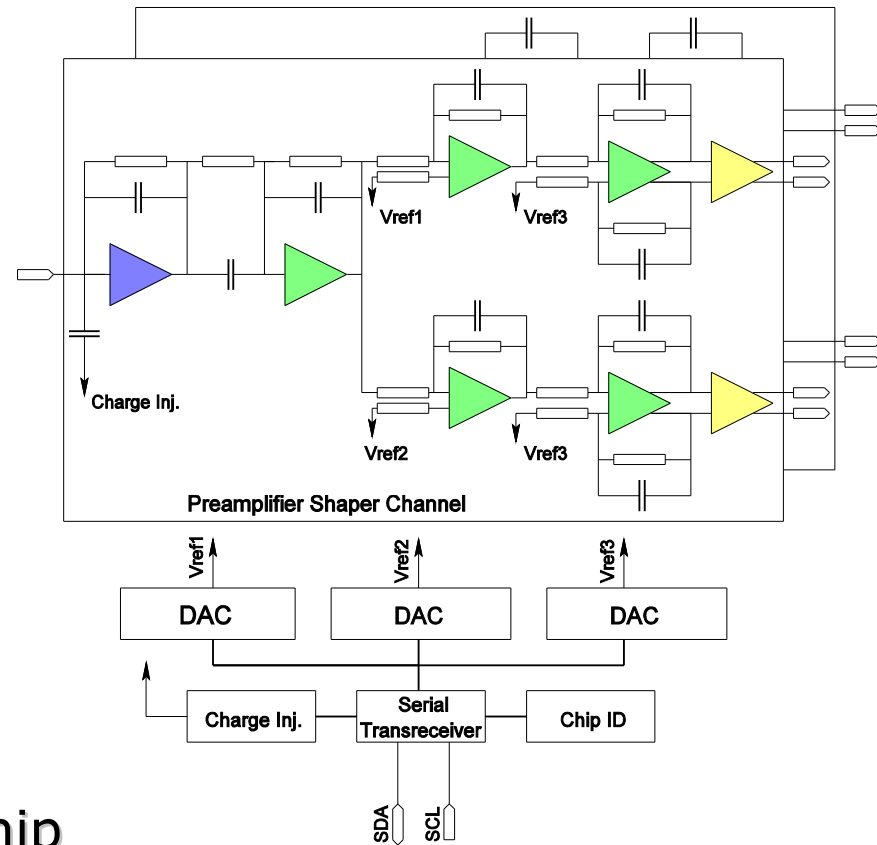 Vref1
Vref3
Charge Inj.
Vref2
Vref3
Preamplifier Shaper Channel
Vref1
Vref2
Vref3
DAC
DAC
DAC
Charge Inj.
Serial
Transreceiver
Chip ID
SDA
SCL